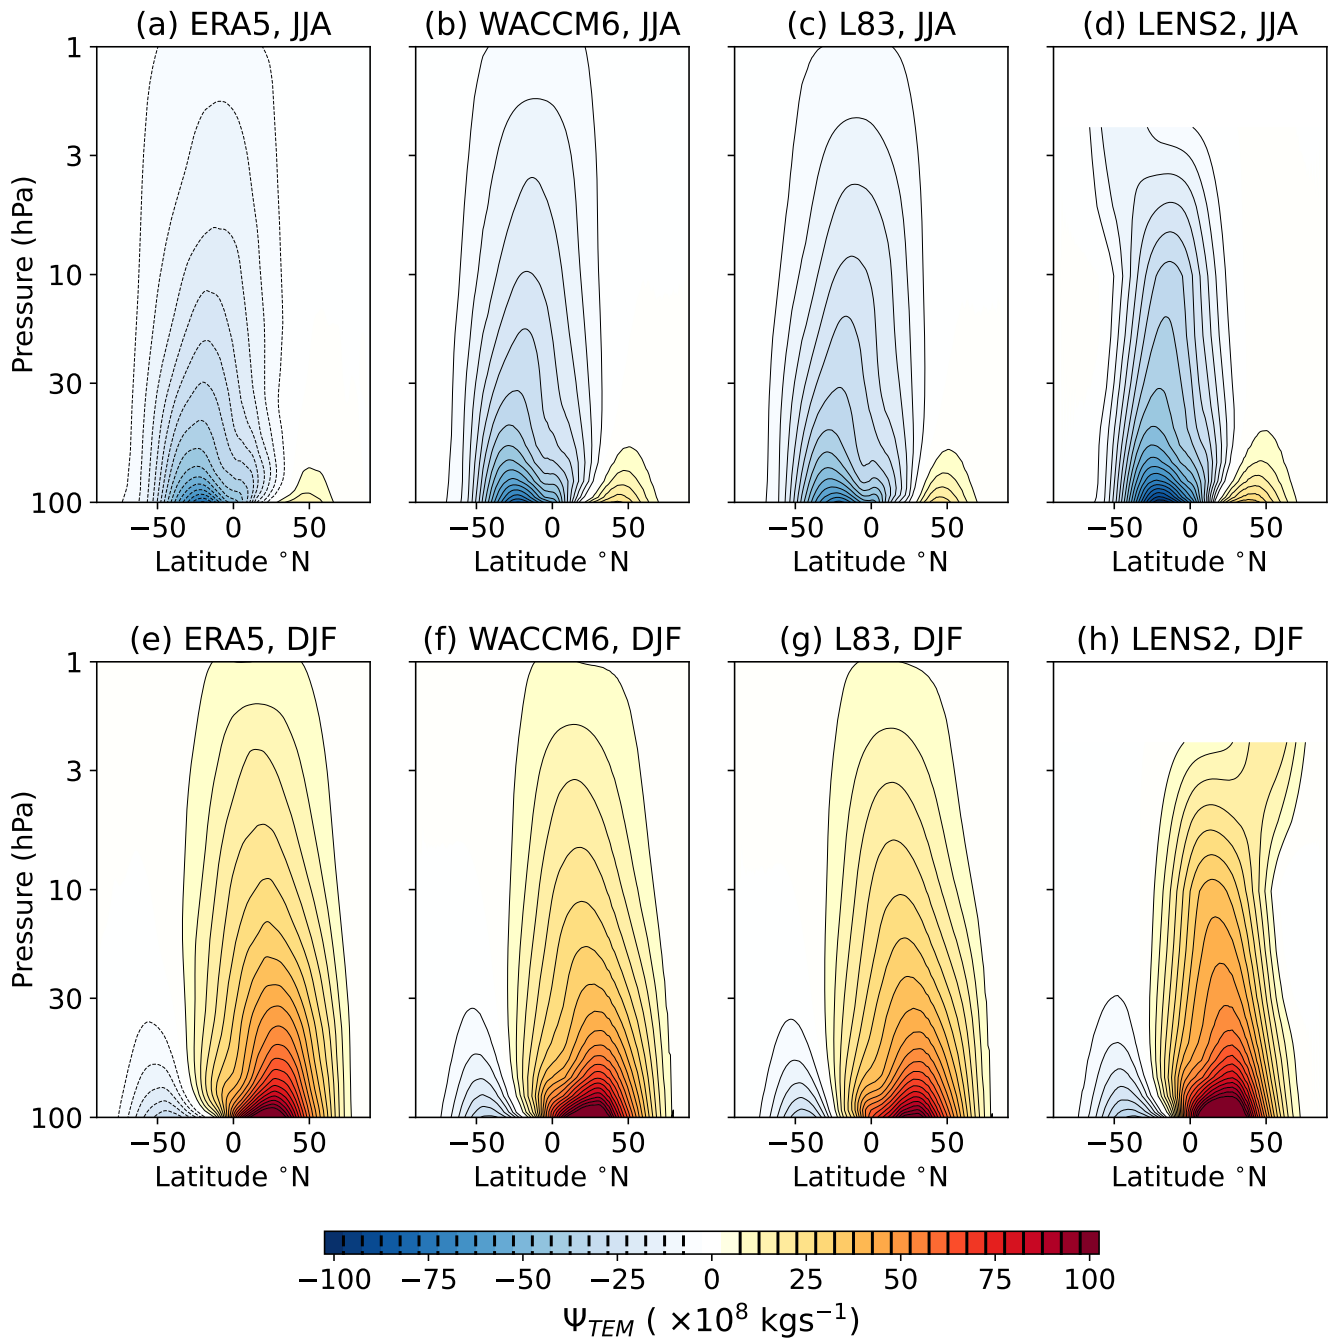 (a) ERA5, JJA (b) WACCM6, JJA (c) L83, JJA (d) LENS2, JJA
1
3
10
30
100
Pressure (hPa)
−50 0 50 −50 0 50 −50 0 50 −50 0 50
Latitude °N Latitude °N Latitude °N Latitude °N
(e) ERA5, DJF (f) WACCM6, DJF (g) L83, DJF (h) LENS2, DJF
1
3
10
30
100
Pressure (hPa)
−50 0 50 −50 0 50 −50 0 50 −50 0 50
Latitude °N Latitude °N Latitude °N Latitude °N
−100 −75 −50 −25 0 25 50 75 100
Ψ_TEM ( ×10⁸ kgs⁻¹)